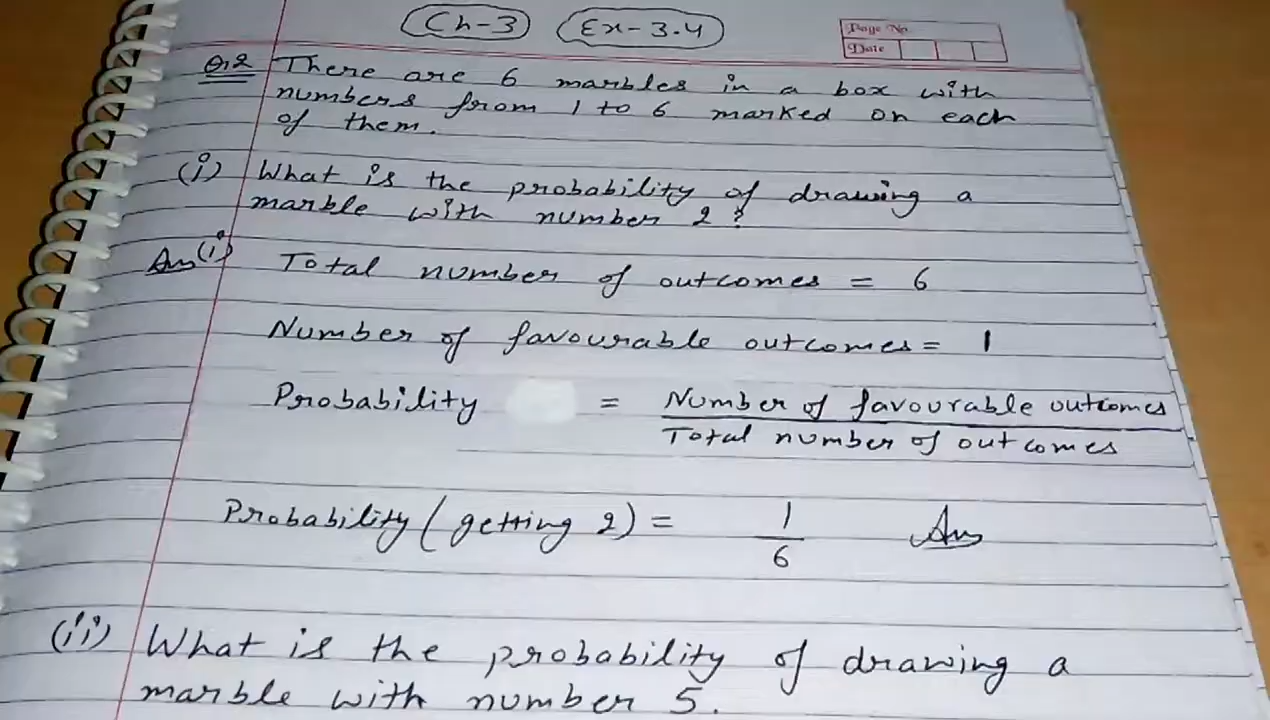 Ch-3 Ex-3.4
Page No.
Date
Q.2 There are 6 marbles in a box with
numbers from 1 to 6 marked on each
of them.
(i) What is the probability of drawing a
marble with number 2?
Ans(i) Total number of outcomes = 6
Number of favourable outcomes = 1
Probability = Number of favourable outcomes
Total number of outcomes
Probability (getting 2) = 1/6 Ans
(ii) What is the probability of drawing a
marble with number 5.